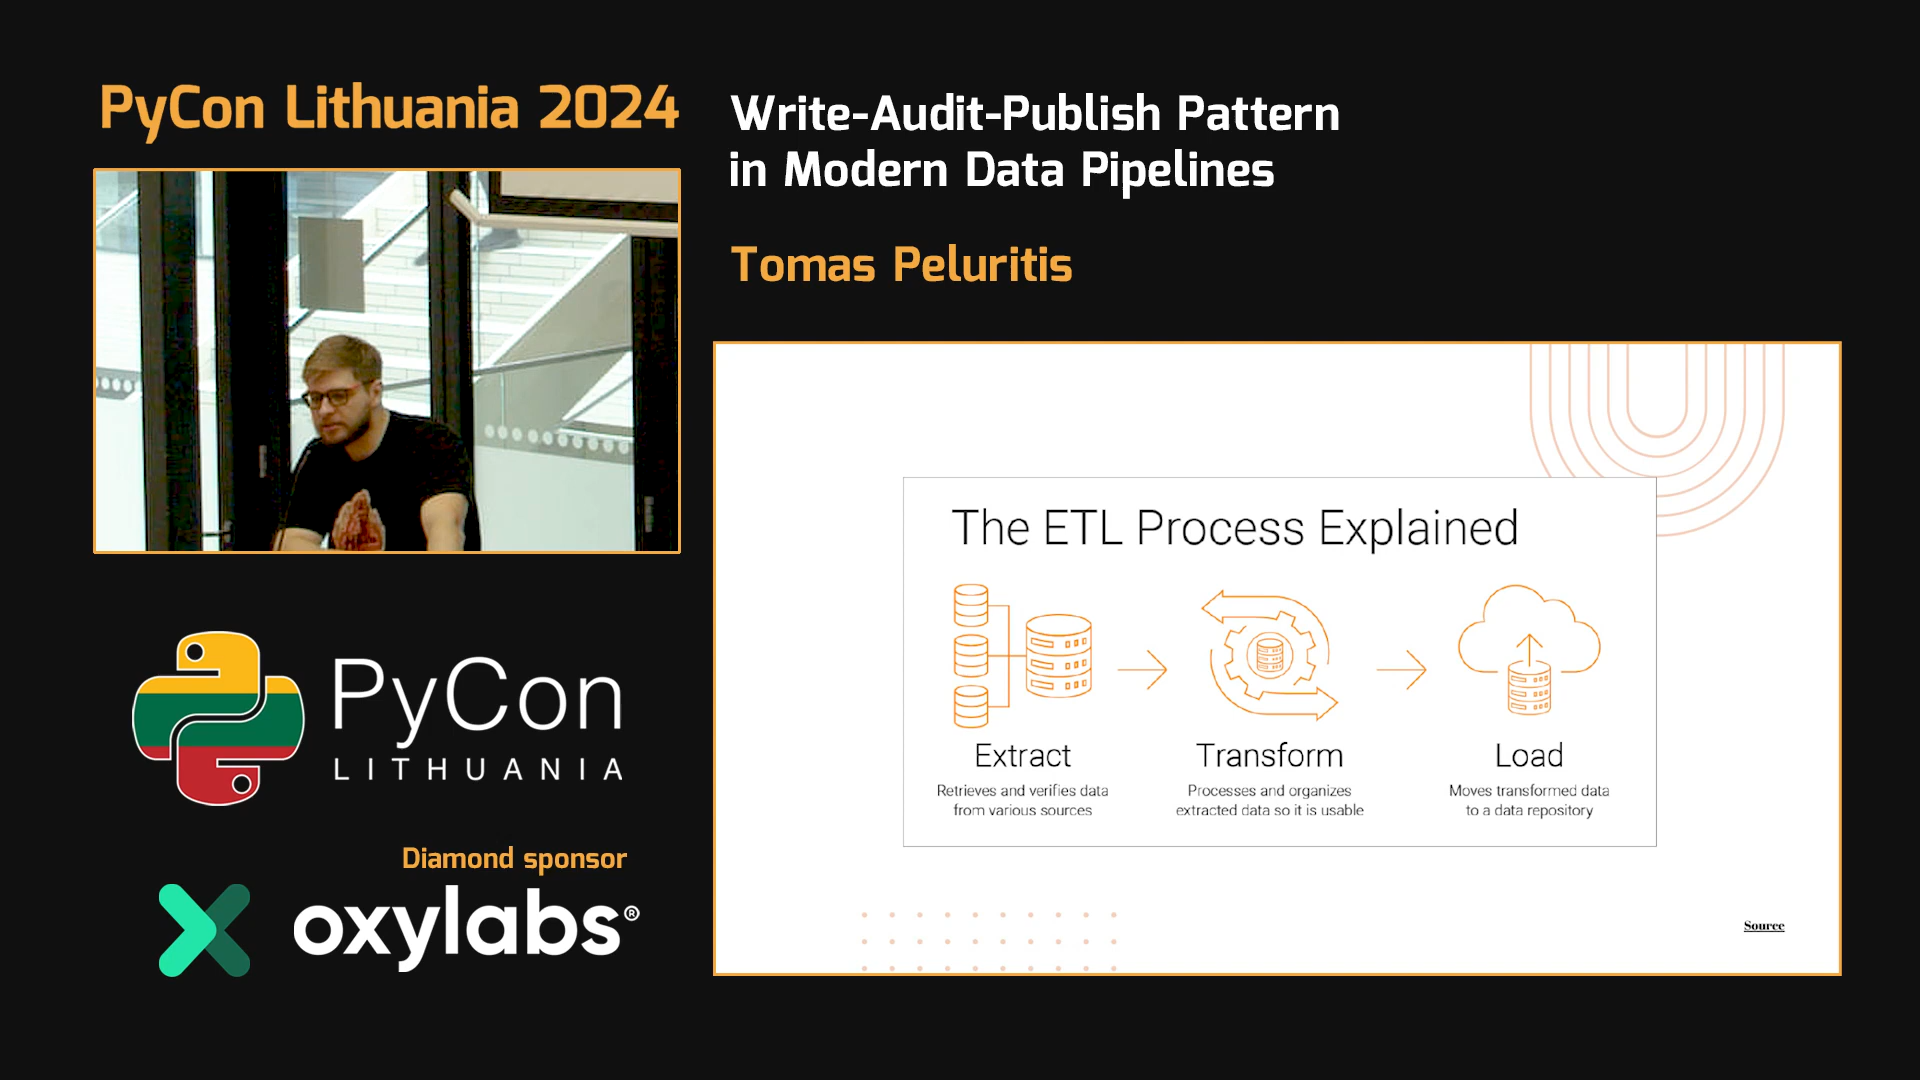 PyCon Lithuania 2024
Write-Audit-Publish Pattern
in Modern Data Pipelines
Tomas Peluritis
The ETL Process Explained
Extract
Retrieves and verifies data
from various sources
Transform
Processes and organizes
extracted data so it is usable
Load
Moves transformed data
to a data repository
Source
PyCon
LITHUANIA
Diamond sponsor
oxylabs®